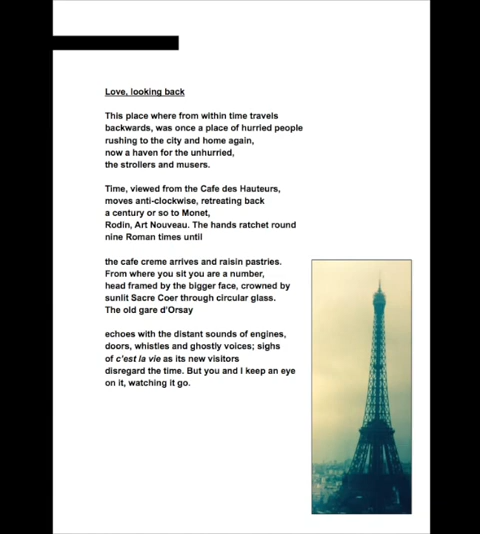 Love, looking back
This place where from within time travels
backwards, was once a place of hurried people
rushing to the city and home again,
now a haven for the unhurried,
the strollers and musers.
Time, viewed from the Cafe des Hauteurs,
moves anti-clockwise, retreating back
a century or so to Monet,
Rodin, Art Nouveau. The hands ratchet round
nine Roman times until
the cafe creme arrives and raisin pastries.
From where you sit you are a number,
head framed by the bigger face, crowned by
sunlit Sacre Coer through circular glass.
The old gare d'Orsay
echoes with the distant sounds of engines,
doors, whistles and ghostly voices; sighs
of c'est la vie as its new visitors
disregard the time. But you and I keep an eye
on it, watching it go.